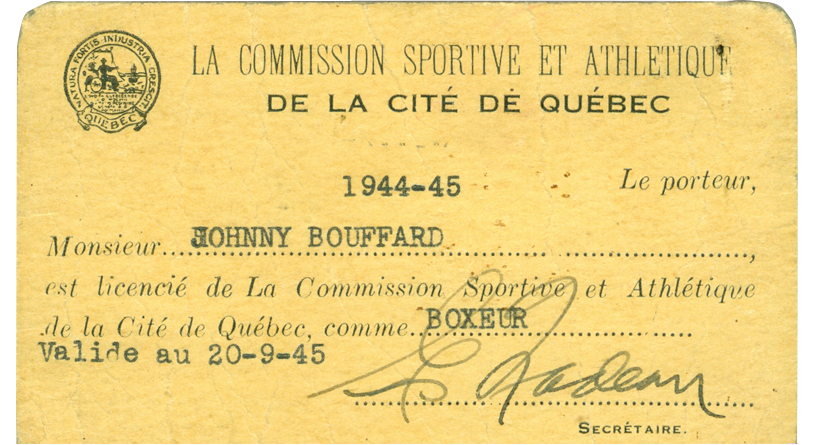 NATURA FORTIS INDUSTRIA CRESCIT
QUEBEC
LA COMMISSION SPORTIVE ET ATHLETIQUE
DE LA CITÉ DE QUÉBEC
1944-45
Le porteur,
Monsieur JOHNNY BOUFFARD,
est licencié de La Commission Sportive et Athlétique
de la Cité de Québec, comme BOXEUR
Valide au 20-9-45
SECRÉTAIRE.